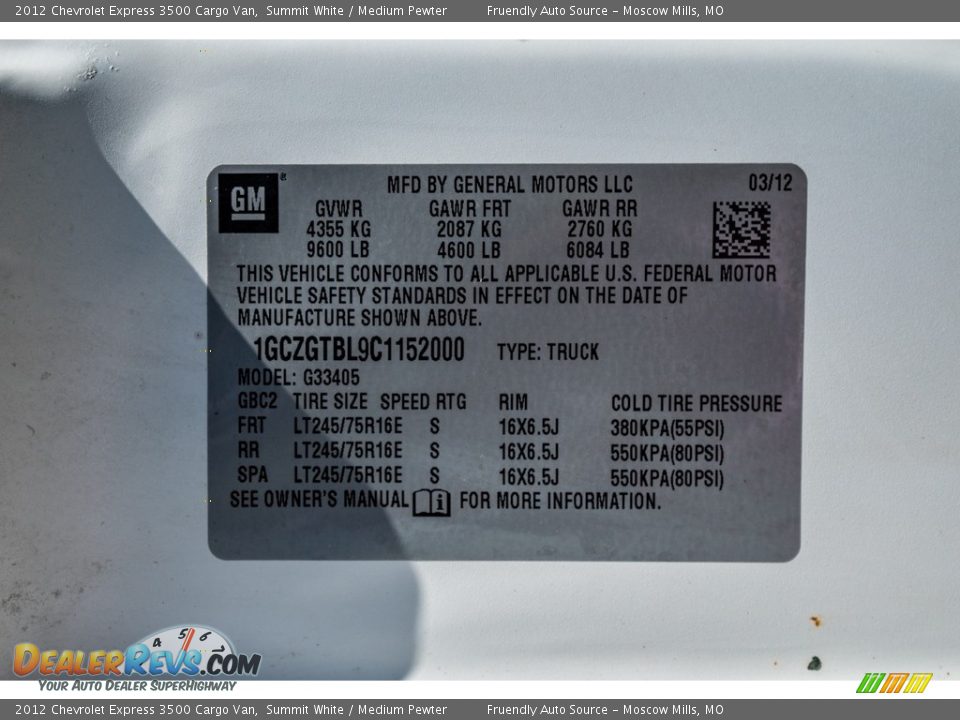 2012 Chevrolet Express 3500 Cargo Van, Summit White / Medium Pewter Fruendly Auto Source - Moscow Mills, MO
GM® MFD BY GENERAL MOTORS LLC 03/12
GVWR GAWR FRT GAWR RR
4355 KG 2087 KG 2760 KG
9600 LB 4600 LB 6084 LB
THIS VEHICLE CONFORMS TO ALL APPLICABLE U.S. FEDERAL MOTOR
VEHICLE SAFETY STANDARDS IN EFFECT ON THE DATE OF
MANUFACTURE SHOWN ABOVE.
1GCZGTBL9C1152000 TYPE: TRUCK
MODEL: G33405
GBC2 TIRE SIZE SPEED RTG RIM COLD TIRE PRESSURE
FRT LT245/75R16E S 16X6.5J 380KPA(55PSI)
RR LT245/75R16E S 16X6.5J 550KPA(80PSI)
SPA LT245/75R16E S 16X6.5J 550KPA(80PSI)
SEE OWNER'S MANUAL i FOR MORE INFORMATION.
4 5 6
DealerRevs.com
Your Auto Dealer SuperHighway
2012 Chevrolet Express 3500 Cargo Van, Summit White / Medium Pewter Fruendly Auto Source - Moscow Mills, MO